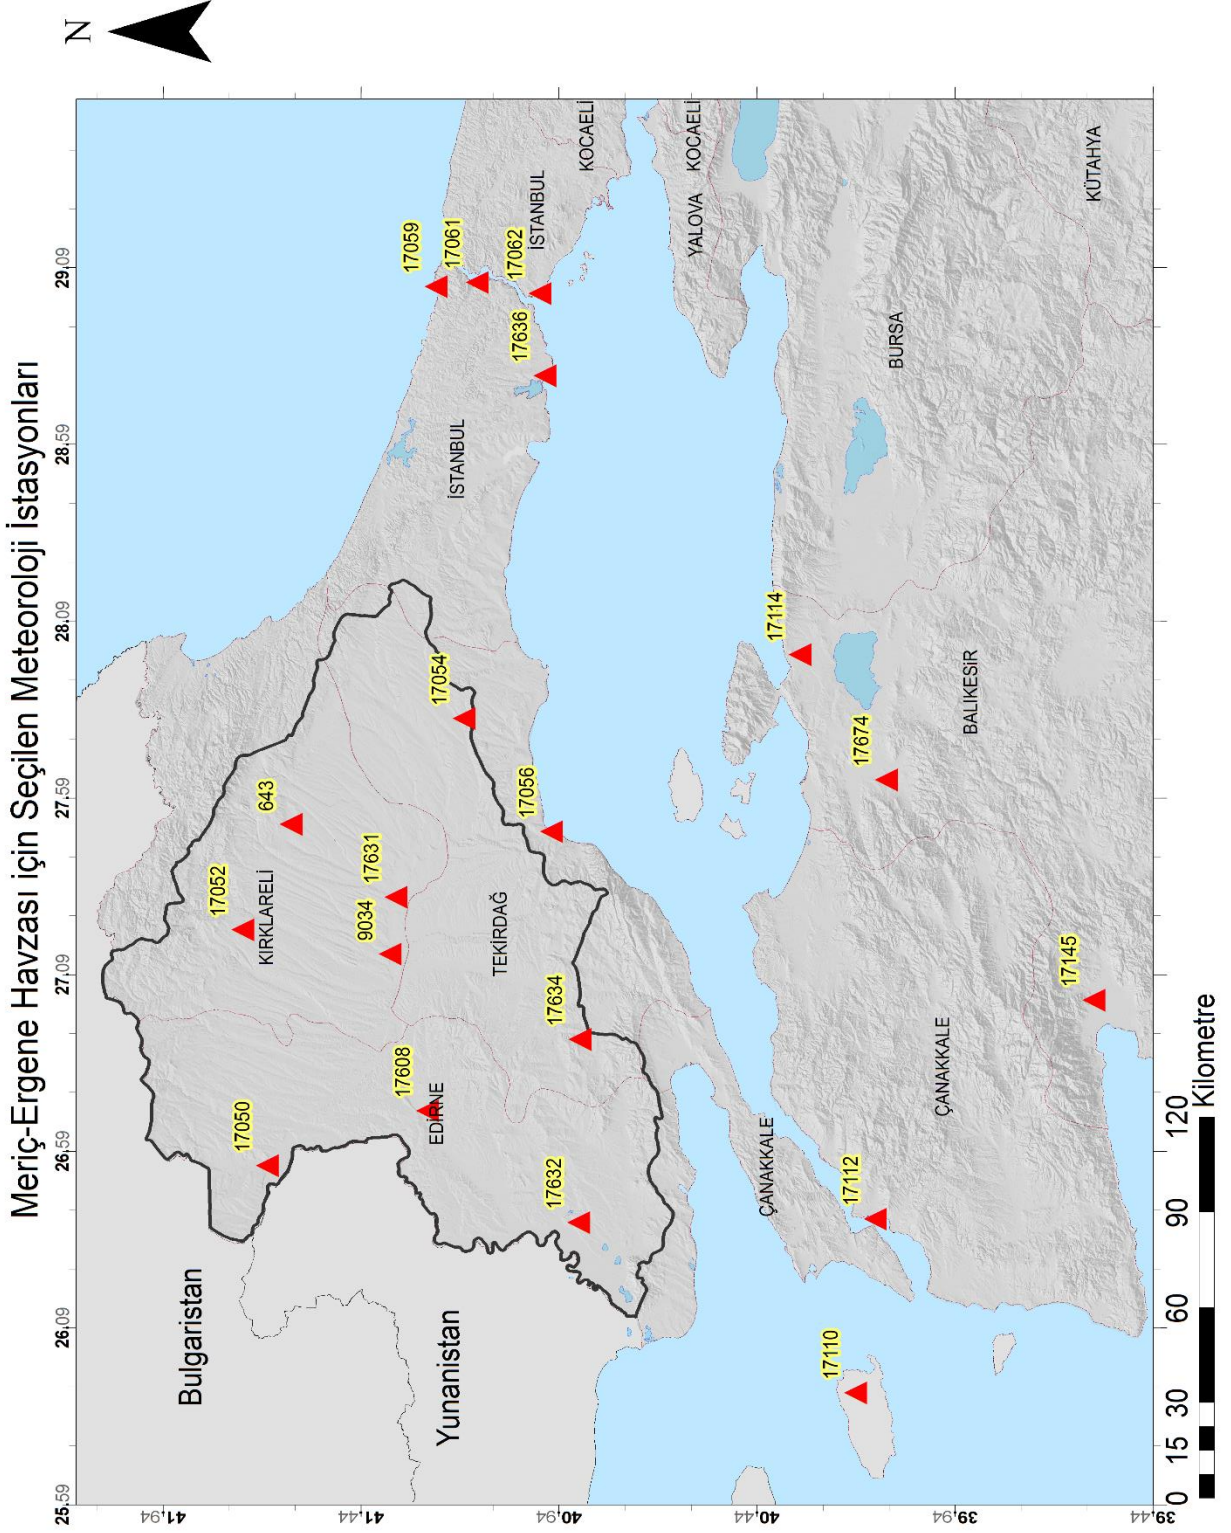 Meriç-Ergene Havzası için Seçilen Meteoroloji İstasyonları
N
25.59
26.09
26.59
27.09
27.59
28.09
28.59
29.09
41.94
41.44
40.94
40.44
39.94
39.44
Bulgaristan
Yunanistan
17050
17052
643
KIRKLARELİ
17608
EDİRNE
9034
17631
17054
İSTANBUL
17059
17061
17062
İSTANBUL
KOCAELİ
17636
17632
17634
TEKİRDAĞ
17056
YALOVA
KOCAELİ
ÇANAKKALE
17114
17110
17112
17674
BURSA
ÇANAKKALE
BALIKESİR
17145
KÜTAHYA
0
15
30
60
90
120
Kilometre